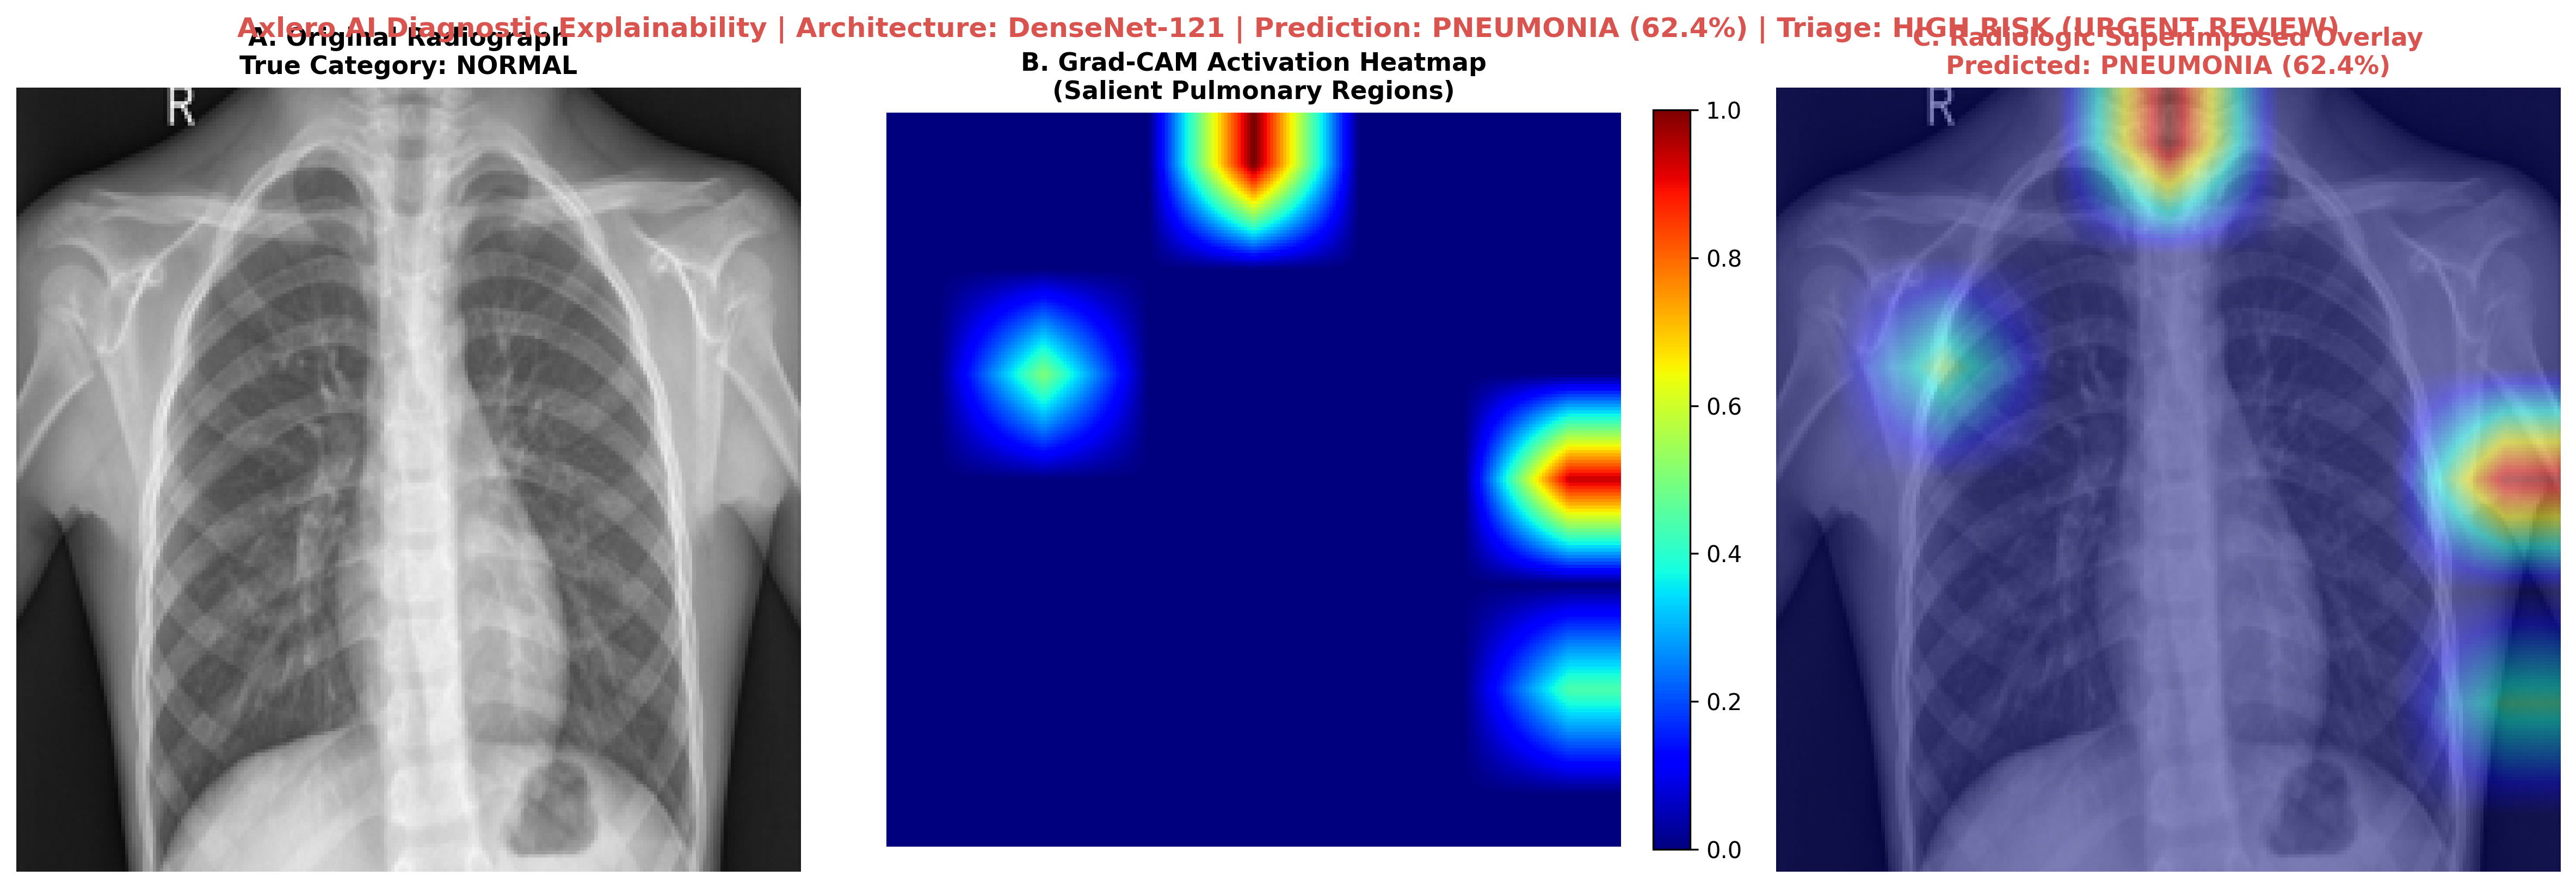 Axlero AI Diagnostic Explainability | Architecture: DenseNet-121 | Prediction: PNEUMONIA (62.4%) | Triage: HIGH RISK (URGENT REVIEW)
A. Original Radiograph
True Category: NORMAL
R
B. Grad-CAM Activation Heatmap
(Salient Pulmonary Regions)
1.0
0.8
0.6
0.4
0.2
0.0
C. Radiologic Superimposed Overlay
Predicted: PNEUMONIA (62.4%)
R